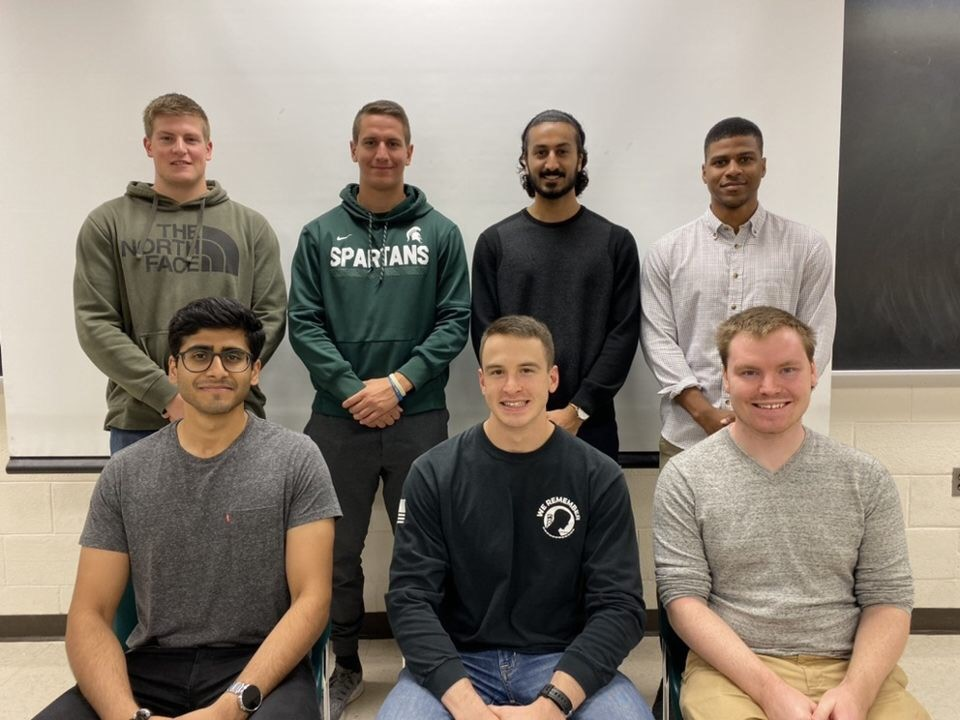 THE
NORTH
FACE
SPARTANS
WE REMEMBER